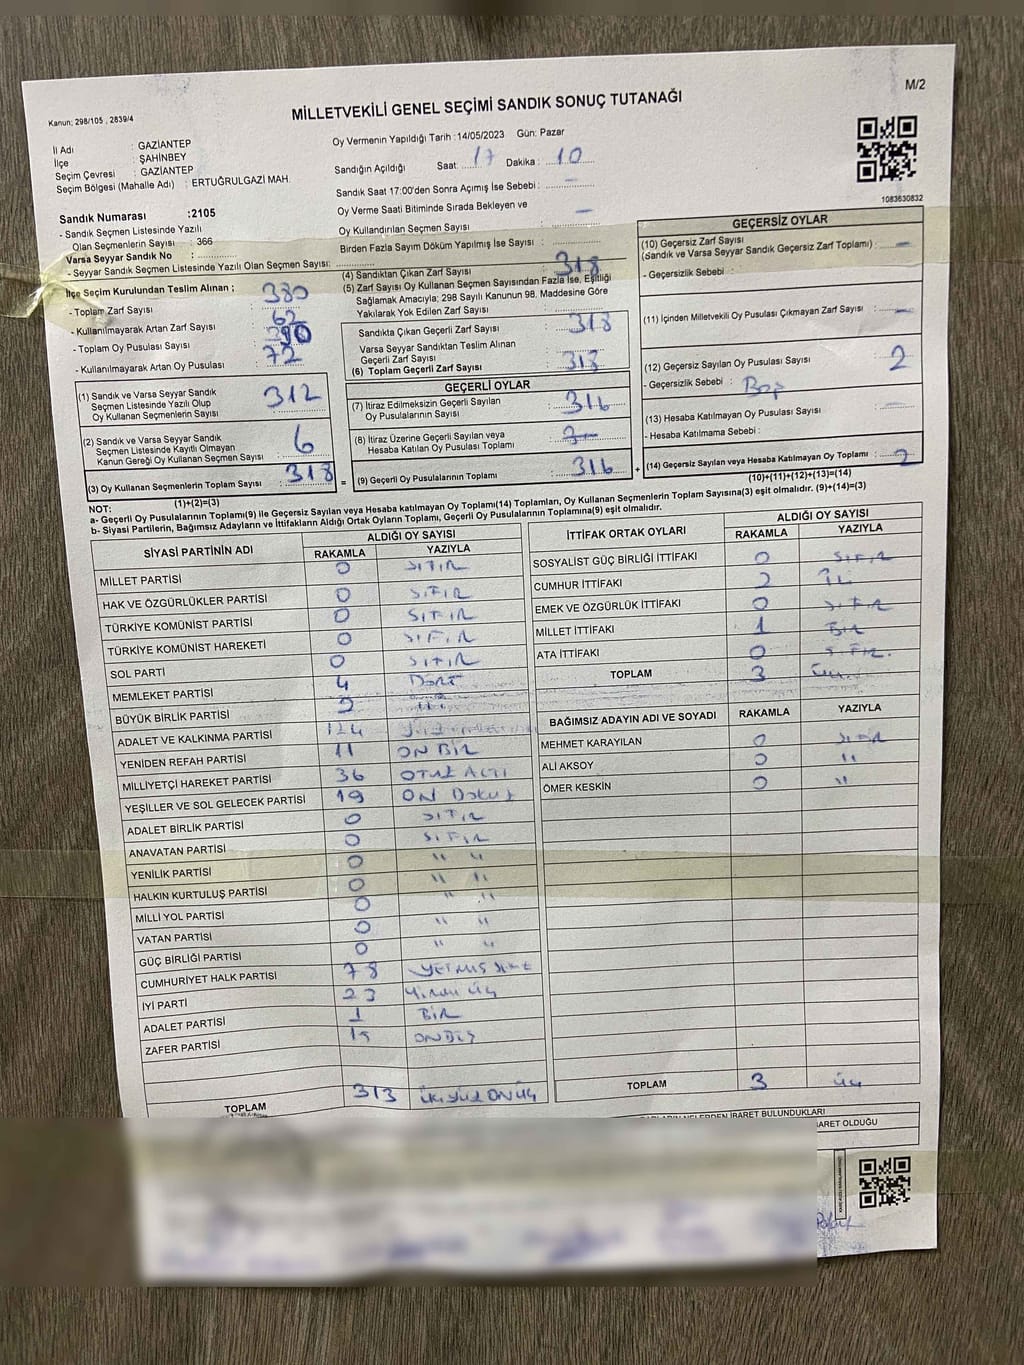 M/2
Kanun; 298/105 , 2839/4
MİLLETVEKİLİ GENEL SEÇİMİ SANDIK SONUÇ TUTANAĞI
İl Adı : GAZİANTEP
İlçe : ŞAHİNBEY
Seçim Çevresi : GAZİANTEP
Seçim Bölgesi (Mahalle Adı) : ERTUĞRULGAZİ MAH.
Sandık Numarası :2105
- Sandık Seçmen Listesinde Yazılı
Olan Seçmenlerin Sayısı : 366
Varsa Seyyar Sandık No :
- Seyyar Sandık Seçmen Listesinde Yazılı Olan Seçmen Sayısı:
Oy Vermenin Yapıldığı Tarih :14/05/2023 Gün: Pazar
Sandığın Açıldığı Saat: 17 Dakika : 10
Sandık Saat 17:00'den Sonra Açımış İse Sebebi : -
Oy Verme Saati Bitiminde Sırada Bekleyen ve
Oy Kullandırılan Seçmen Sayısı : -
Birden Fazla Sayım Döküm Yapılmış İse Sayısı :
1083630832
İlçe Seçim Kurulundan Teslim Alınan ;
- Toplam Zarf Sayısı : 380
- Kullanılmayarak Artan Zarf Sayısı : 62
- Toplam Oy Pusulası Sayısı : 390
- Kullanılmayarak Artan Oy Pusulası : 72
(1) Sandık ve Varsa Seyyar Sandık
Seçmen Listesinde Yazılı Olup
Oy Kullanan Seçmenlerin Sayısı : 312
(2) Sandık ve Varsa Seyyar Sandık
Seçmen Listesinde Kayıtlı Olmayan
Kanun Gereği Oy Kullanan Seçmen Sayısı : 6
(3) Oy Kullanan Seçmenlerin Toplam Sayısı : 318
(1)+(2)=(3)
(4) Sandıktan Çıkan Zarf Sayısı : 318
(5) Zarf Sayısı Oy Kullanan Seçmen Sayısından Fazla İse, Eşitliği
Sağlamak Amacıyla; 298 Sayılı Kanunun 98. Maddesine Göre
Yakılarak Yok Edilen Zarf Sayısı :
Sandıkta Çıkan Geçerli Zarf Sayısı : 318
Varsa Seyyar Sandıktan Teslim Alınan
Geçerli Zarf Sayısı :
(6) Toplam Geçerli Zarf Sayısı : 318
=
GEÇERLİ OYLAR
(7) İtiraz Edilmeksizin Geçerli Sayılan
Oy Pusulalarının Sayısı : 316
(8) İtiraz Üzerine Geçerli Sayılan veya
Hesaba Katılan Oy Pusulası Toplamı :
(9) Geçerli Oy Pusulalarının Toplamı : 316
+
GEÇERSİZ OYLAR
(10) Geçersiz Zarf Sayısı
(Sandık ve Varsa Seyyar Sandık Geçersiz Zarf Toplamı) : -
- Geçersizlik Sebebi :
(11) İçinden Milletvekili Oy Pusulası Çıkmayan Zarf Sayısı : -
(12) Geçersiz Sayılan Oy Pusulası Sayısı : 2
- Geçersizlik Sebebi : Boş
(13) Hesaba Katılmayan Oy Pusulası Sayısı : -
- Hesaba Katılmama Sebebi :
(14) Geçersiz Sayılan veya Hesaba Katılmayan Oy Toplamı : 2
(10)+(11)+(12)+(13)=(14)
NOT:
a- Geçerli Oy Pusulalarının Toplamı(9) ile Geçersiz Sayılan veya Hesaba katılmayan Oy Toplamı(14) Toplamları, Oy Kullanan Seçmenlerin Toplam Sayısına(3) eşit olmalıdır. (9)+(14)=(3)
b- Siyasi Partilerin, Bağımsız Adayların ve İttifakların Aldığı Ortak Oyların Toplamı, Geçerli Oy Pusulalarının Toplamına(9) eşit olmalıdır.
SİYASİ PARTİNİN ADI ALDIĞI OY SAYISI
RAKAMLA YAZIYLA
MİLLET PARTİSİ 0 SIFIR
HAK VE ÖZGÜRLÜKLER PARTİSİ 0 SIFIR
TÜRKİYE KOMÜNİST PARTİSİ 0 SIFIR
TÜRKİYE KOMÜNİST HAREKETİ 0 SIFIR
SOL PARTİ 0 SIFIR
MEMLEKET PARTİSİ 4 DÖRT
BÜYÜK BİRLİK PARTİSİ 2
ADALET VE KALKINMA PARTİSİ 124
YENİDEN REFAH PARTİSİ 11 ON BİR
MİLLİYETÇİ HAREKET PARTİSİ 36 OTUZ ALTI
YEŞİLLER VE SOL GELECEK PARTİSİ 19 ON DOKUZ
ADALET BİRLİK PARTİSİ 0 SIFIR
ANAVATAN PARTİSİ 0 SIFIR
YENİLİK PARTİSİ 0 " "
HALKIN KURTULUŞ PARTİSİ 0 " "
MİLLİ YOL PARTİSİ 0 " "
VATAN PARTİSİ 0 " "
GÜÇ BİRLİĞİ PARTİSİ 0 " "
CUMHURİYET HALK PARTİSİ 78 YETMİŞ SEKİZ
İYİ PARTİ 23 YİRMİ ÜÇ
ADALET PARTİSİ 1 BİR
ZAFER PARTİSİ 15 ONBEŞ
TOPLAM 313 ÜÇYÜZ ONÜÇ
İTTİFAK ORTAK OYLARI ALDIĞI OY SAYISI
RAKAMLA YAZIYLA
SOSYALİST GÜÇ BİRLİĞİ İTTİFAKI 0 SIFIR
CUMHUR İTTİFAKI 2 İKİ
EMEK VE ÖZGÜRLÜK İTTİFAKI 0 SIFIR
MİLLET İTTİFAKI 1 BİR
ATA İTTİFAKI 0 SIFIR.
TOPLAM 3 Üç
BAĞIMSIZ ADAYIN ADI VE SOYADI RAKAMLA YAZIYLA
MEHMET KARAYILAN 0 SIFIR
ALİ AKSOY 0 "
ÖMER KESKİN 0 "
TOPLAM 3 Üç
NELERDEN İBARET BULUNDUKLARI
İBARET OLDUĞU